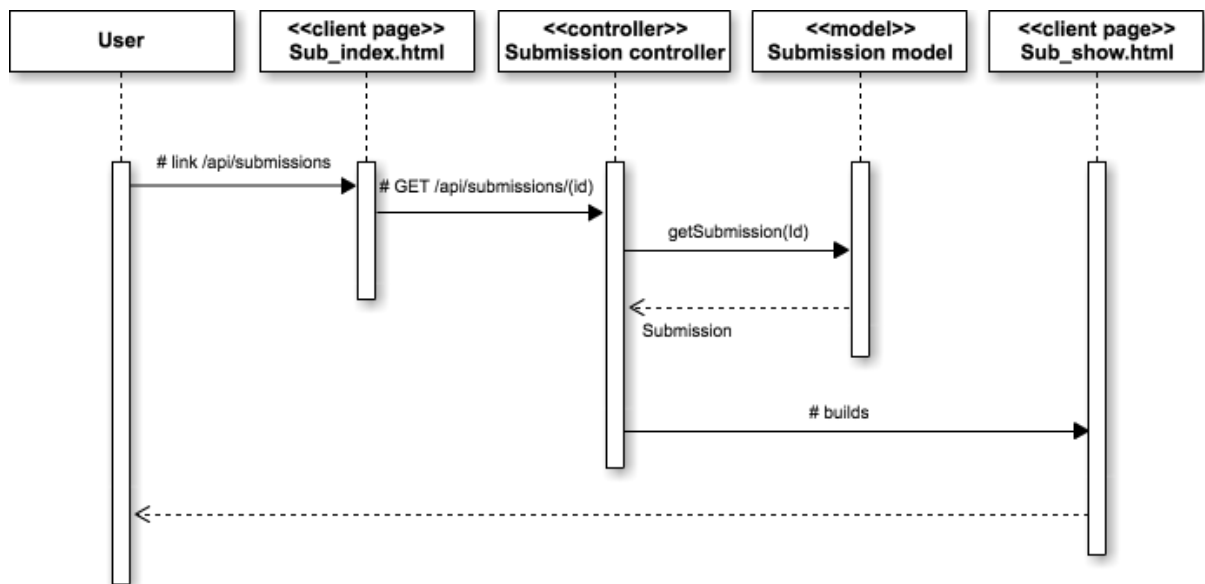 User
<<client page>>
Sub_index.html
<<controller>>
Submission controller
<<model>>
Submission model
<<client page>>
Sub_show.html
# link /api/submissions
# GET /api/submissions/(id)
getSubmission(Id)
Submission
# builds